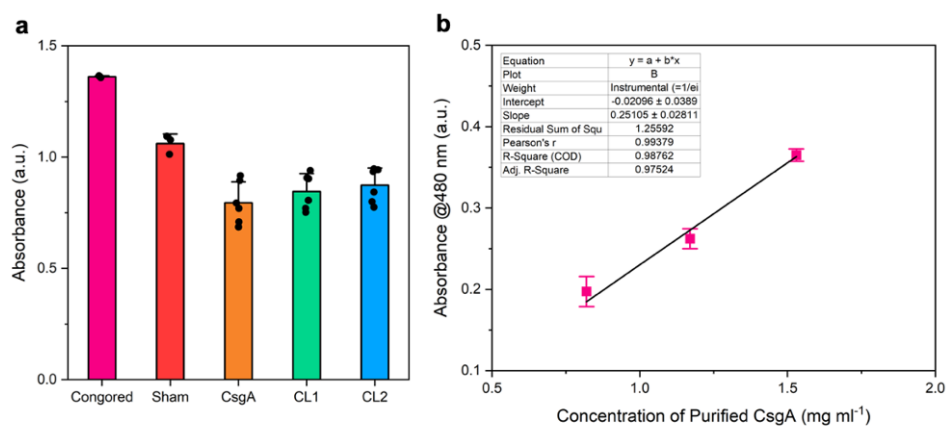 a
1.5
1.0
0.5
0.0
Absorbance (a.u.)
Congored Sham CsgA CL1 CL2
b
0.5
0.4
0.3
0.2
0.1
Absorbance @480 nm (a.u.)
Equation y = a + b*x
Plot B
Weight Instrumental (=1/ei
Intercept -0.02096 ± 0.0389
Slope 0.25105 ± 0.02811
Residual Sum of Squ 1.25592
Pearson's r 0.99379
R-Square (COD) 0.98762
Adj. R-Square 0.97524
0.5 1.0 1.5 2.0
Concentration of Purified CsgA (mg ml⁻¹)